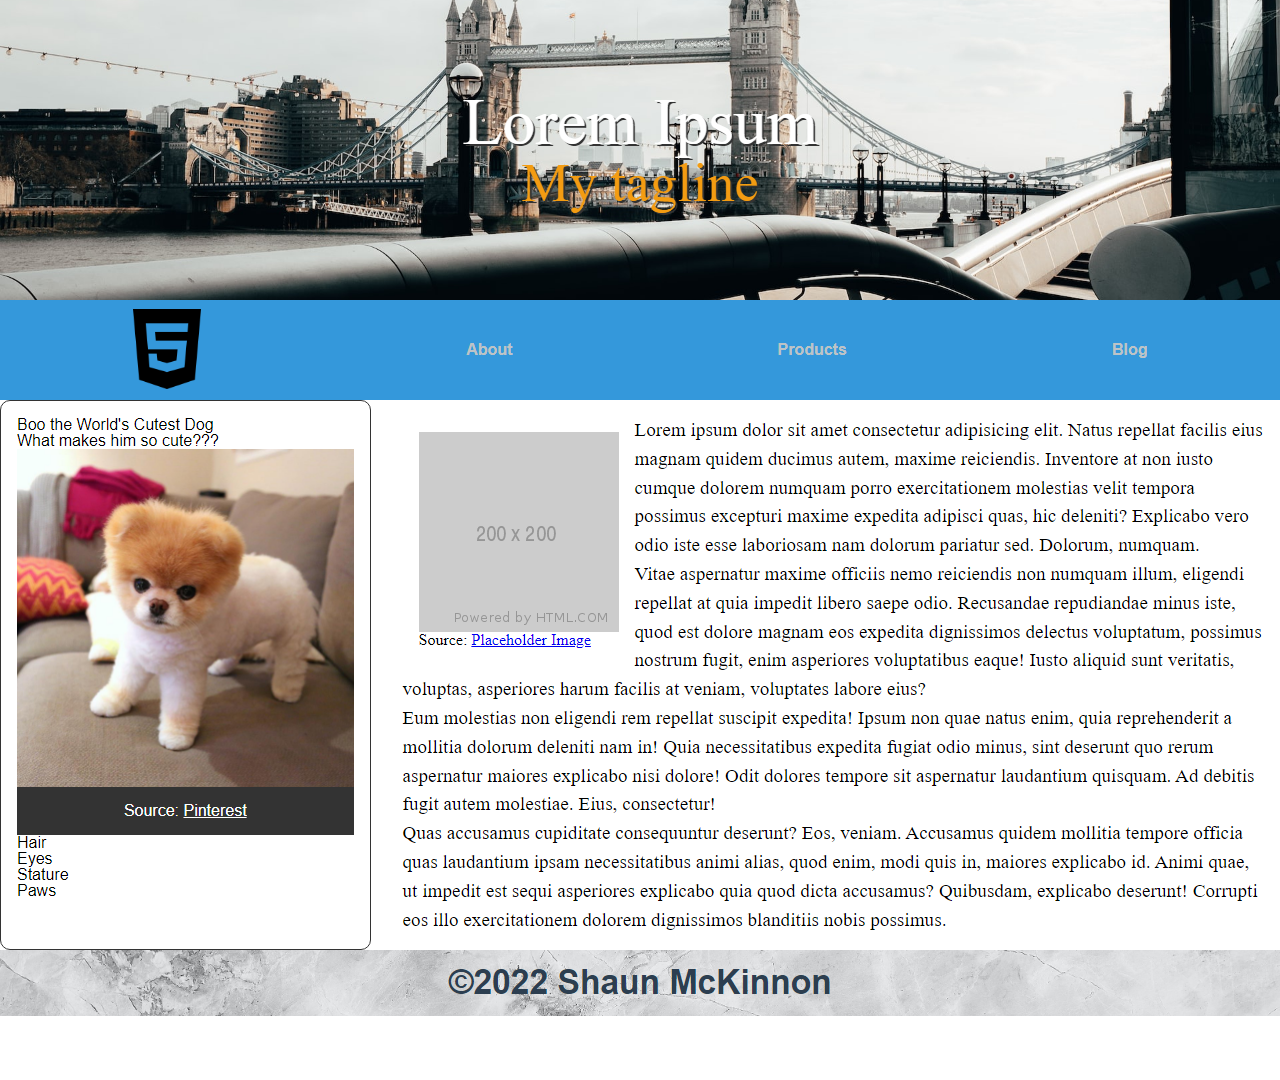 Lorem Ipsum
My tagline
5
About
Products
Blog
Boo the World's Cutest Dog
What makes him so cute???
Source: Pinterest
Hair
Eyes
Stature
Paws
200 x 200
Powered by HTML.COM
Source: Placeholder Image
Lorem ipsum dolor sit amet consectetur adipisicing elit. Natus repellat facilis eius
magnam quidem ducimus autem, maxime reiciendis. Inventore at non iusto
cumque dolorem numquam porro exercitationem molestias velit tempora
possimus excepturi maxime expedita adipisci quas, hic deleniti? Explicabo vero
odio iste esse laboriosam nam dolorum pariatur sed. Dolorum, numquam.
Vitae aspernatur maxime officiis nemo reiciendis non numquam illum, eligendi
repellat at quia impedit libero saepe odio. Recusandae repudiandae minus iste,
quod est dolore magnam eos expedita dignissimos delectus voluptatum, possimus
nostrum fugit, enim asperiores voluptatibus eaque! Iusto aliquid sunt veritatis,
voluptas, asperiores harum facilis at veniam, voluptates labore eius?
Eum molestias non eligendi rem repellat suscipit expedita! Ipsum non quae natus enim, quia reprehenderit a
mollitia dolorum deleniti nam in! Quia necessitatibus expedita fugiat odio minus, sint deserunt quo rerum
aspernatur maiores explicabo nisi dolore! Odit dolores tempore sit aspernatur laudantium quisquam. Ad debitis
fugit autem molestiae. Eius, consectetur!
Quas accusamus cupiditate consequuntur deserunt? Eos, veniam. Accusamus quidem mollitia tempore officia
quas laudantium ipsam necessitatibus animi alias, quod enim, modi quis in, maiores explicabo id. Animi quae,
ut impedit est sequi asperiores explicabo quia quod dicta accusamus? Quibusdam, explicabo deserunt! Corrupti
eos illo exercitationem dolorem dignissimos blanditiis nobis possimus.
©2022 Shaun McKinnon